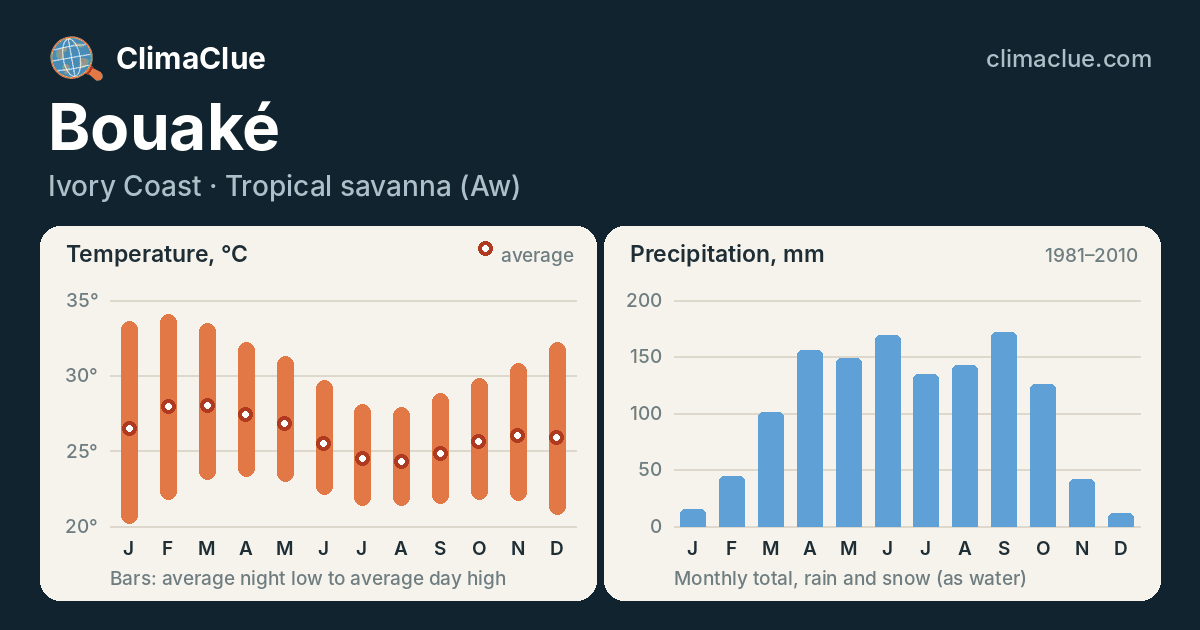 ClimaClue
climaclue.com
Bouaké
Ivory Coast · Tropical savanna (Aw)
Temperature, °C
average
35°
30°
25°
20°
J F M A M J J A S O N D
Bars: average night low to average day high
Precipitation, mm
1981–2010
200
150
100
50
0
J F M A M J J A S O N D
Monthly total, rain and snow (as water)